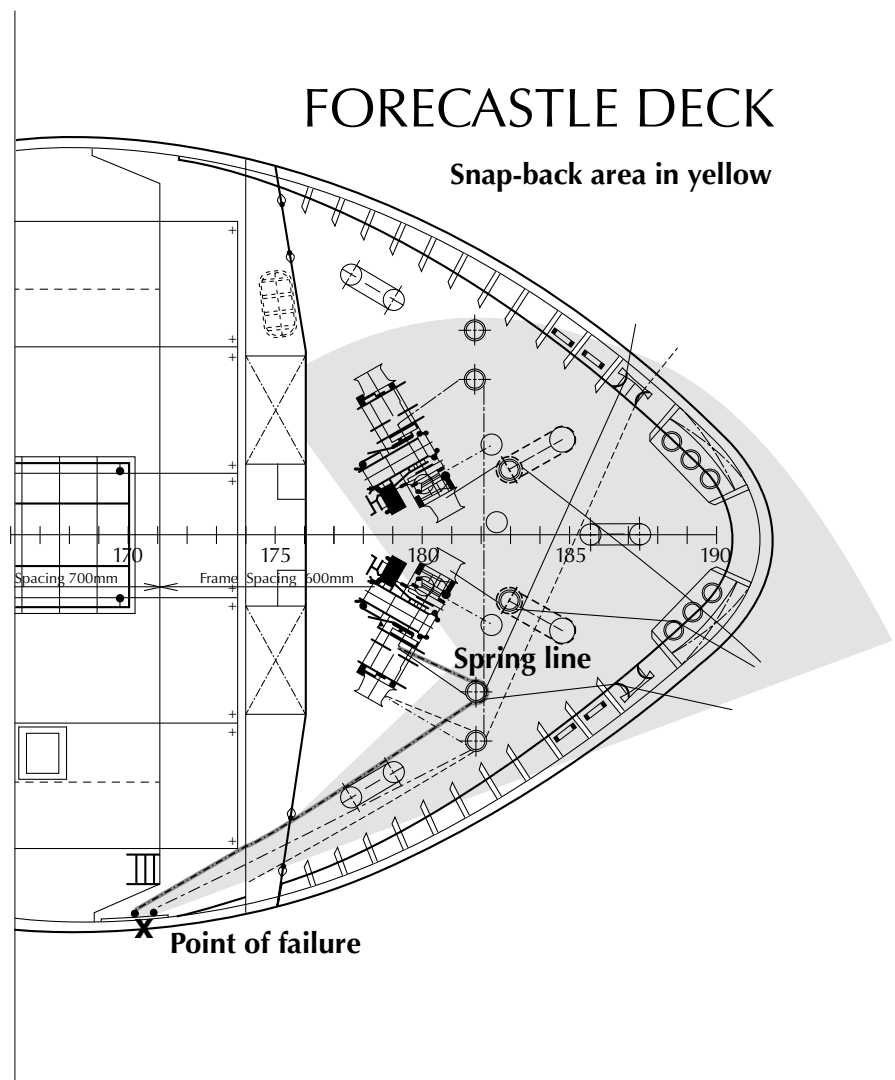 FORECASTLE DECK
Snap-back area in yellow
170 175 180 185 190
Spacing 700mm Frame Spacing 600mm
Spring line
X
Point of failure